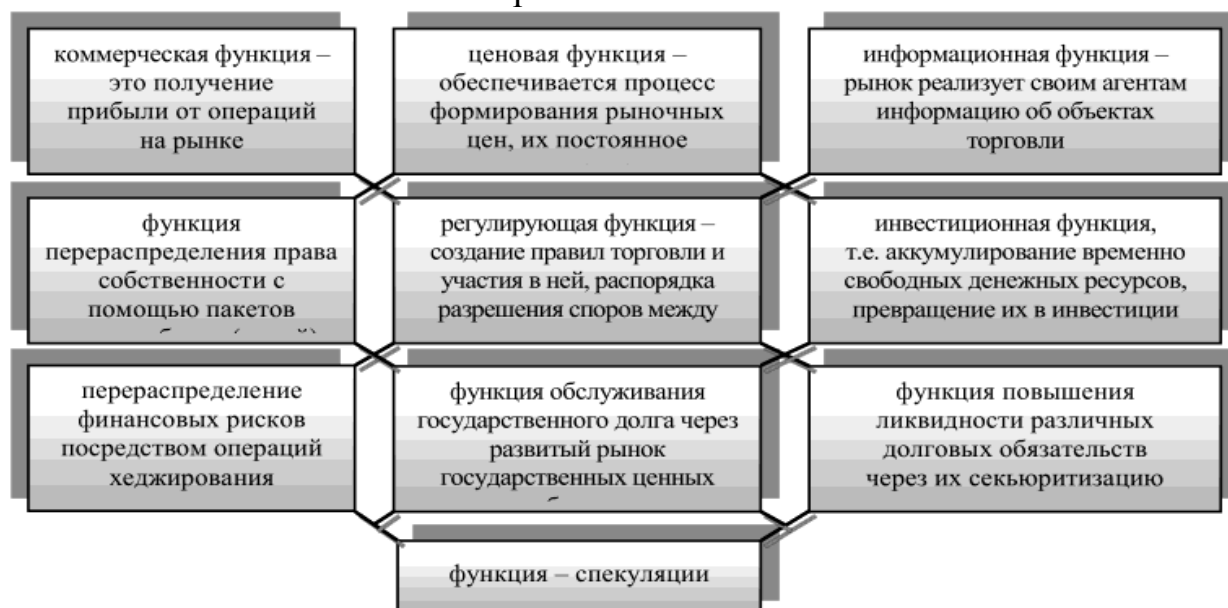 коммерческая функция –
это получение
прибыли от операций
на рынке
ценовая функция –
обеспечивается процесс
формирования рыночных
цен, их постоянное
информационная функция –
рынок реализует своим агентам
информацию об объектах
торговли
функция
перераспределения права
собственности с
помощью пакетов
регулирующая функция –
создание правил торговли и
участия в ней, распорядка
разрешения споров между
инвестиционная функция,
т.е. аккумулирование временно
свободных денежных ресурсов,
превращение их в инвестиции
перераспределение
финансовых рисков
посредством операций
хеджирования
функция обслуживания
государственного долга через
развитый рынок
государственных ценных
функция повышения
ликвидности различных
долговых обязательств
через их секьюритизацию
функция – спекуляции